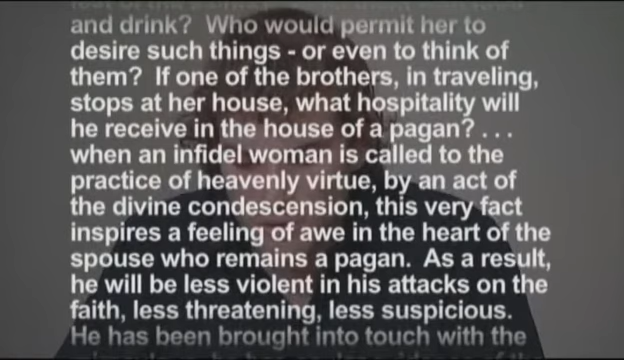 and drink?  Who would permit her to
desire such things - or even to think of
them?  If one of the brothers, in traveling,
stops at her house, what hospitality will
he receive in the house of a pagan? . . .
when an infidel woman is called to the
practice of heavenly virtue, by an act of
the divine condescension, this very fact
inspires a feeling of awe in the heart of the
spouse who remains a pagan.  As a result,
he will be less violent in his attacks on the
faith, less threatening, less suspicious.
He has been brought into touch with the